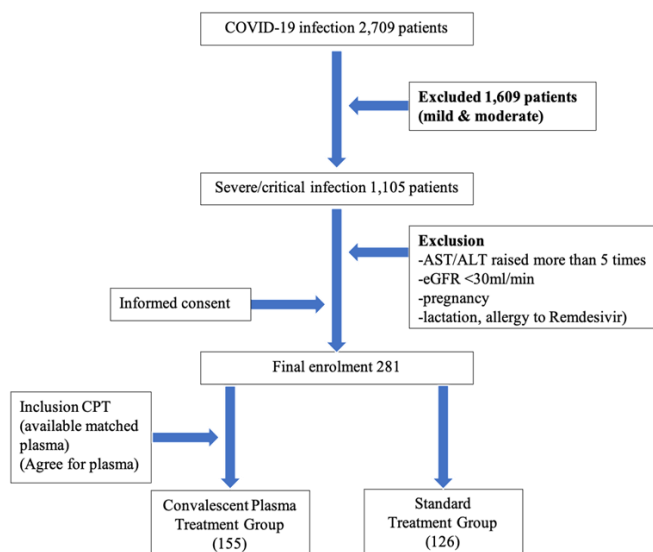 COVID-19 infection 2,709 patients
Excluded 1,609 patients
(mild & moderate)
Severe/critical infection 1,105 patients
Exclusion
-AST/ALT raised more than 5 times
-eGFR <30ml/min
-pregnancy
-lactation, allergy to Remdesivir)
Informed consent
Final enrolment 281
Inclusion CPT
(available matched
plasma)
(Agree for plasma)
Convalescent Plasma
Treatment Group
(155)
Standard
Treatment Group
(126)